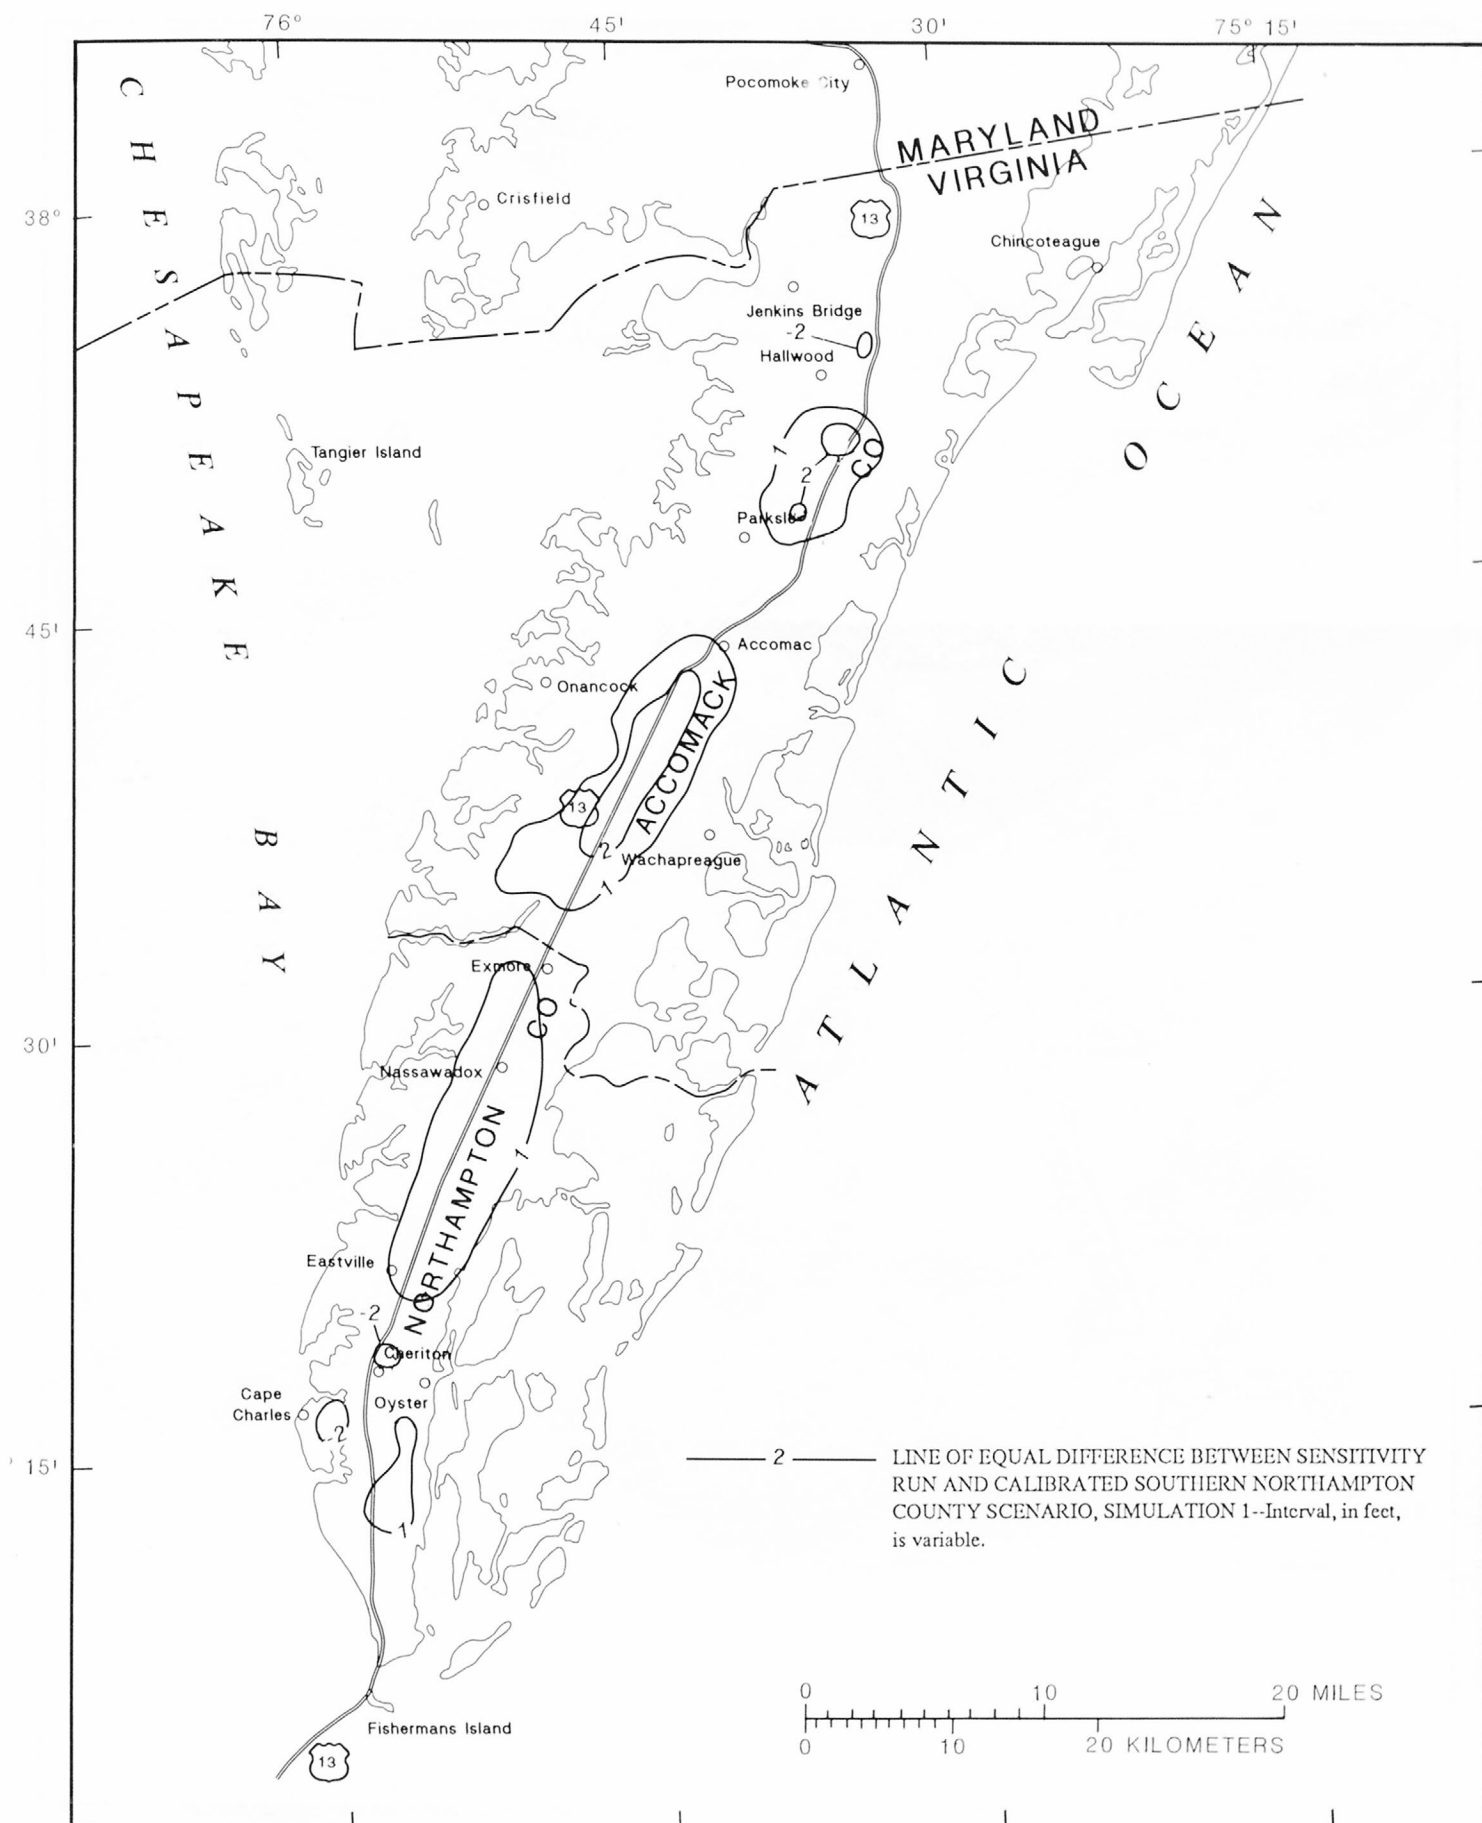 76° 45' 30' 75° 15'
Pocomoke City
MARYLAND
VIRGINIA
38°
Crisfield
13
Chincoteague
Jenkins Bridge
-2
Hallwood
Tangier Island
1
2
CO
Parksley
45'
Accomac
Onancock
ACCOMACK
13
2
Wachapreague
1
CHESAPEAKE BAY
ATLANTIC OCEAN
Exmore
CO
30'
Nassawadox
1
NORTHAMPTON
Eastville
-2
Cheriton
Cape
Charles
Oyster
-2
15'
1
2 LINE OF EQUAL DIFFERENCE BETWEEN SENSITIVITY
RUN AND CALIBRATED SOUTHERN NORTHAMPTON
COUNTY SCENARIO, SIMULATION 1--Interval, in feet,
is variable.
0 10 20 MILES
0 10 20 KILOMETERS
Fishermans Island
13